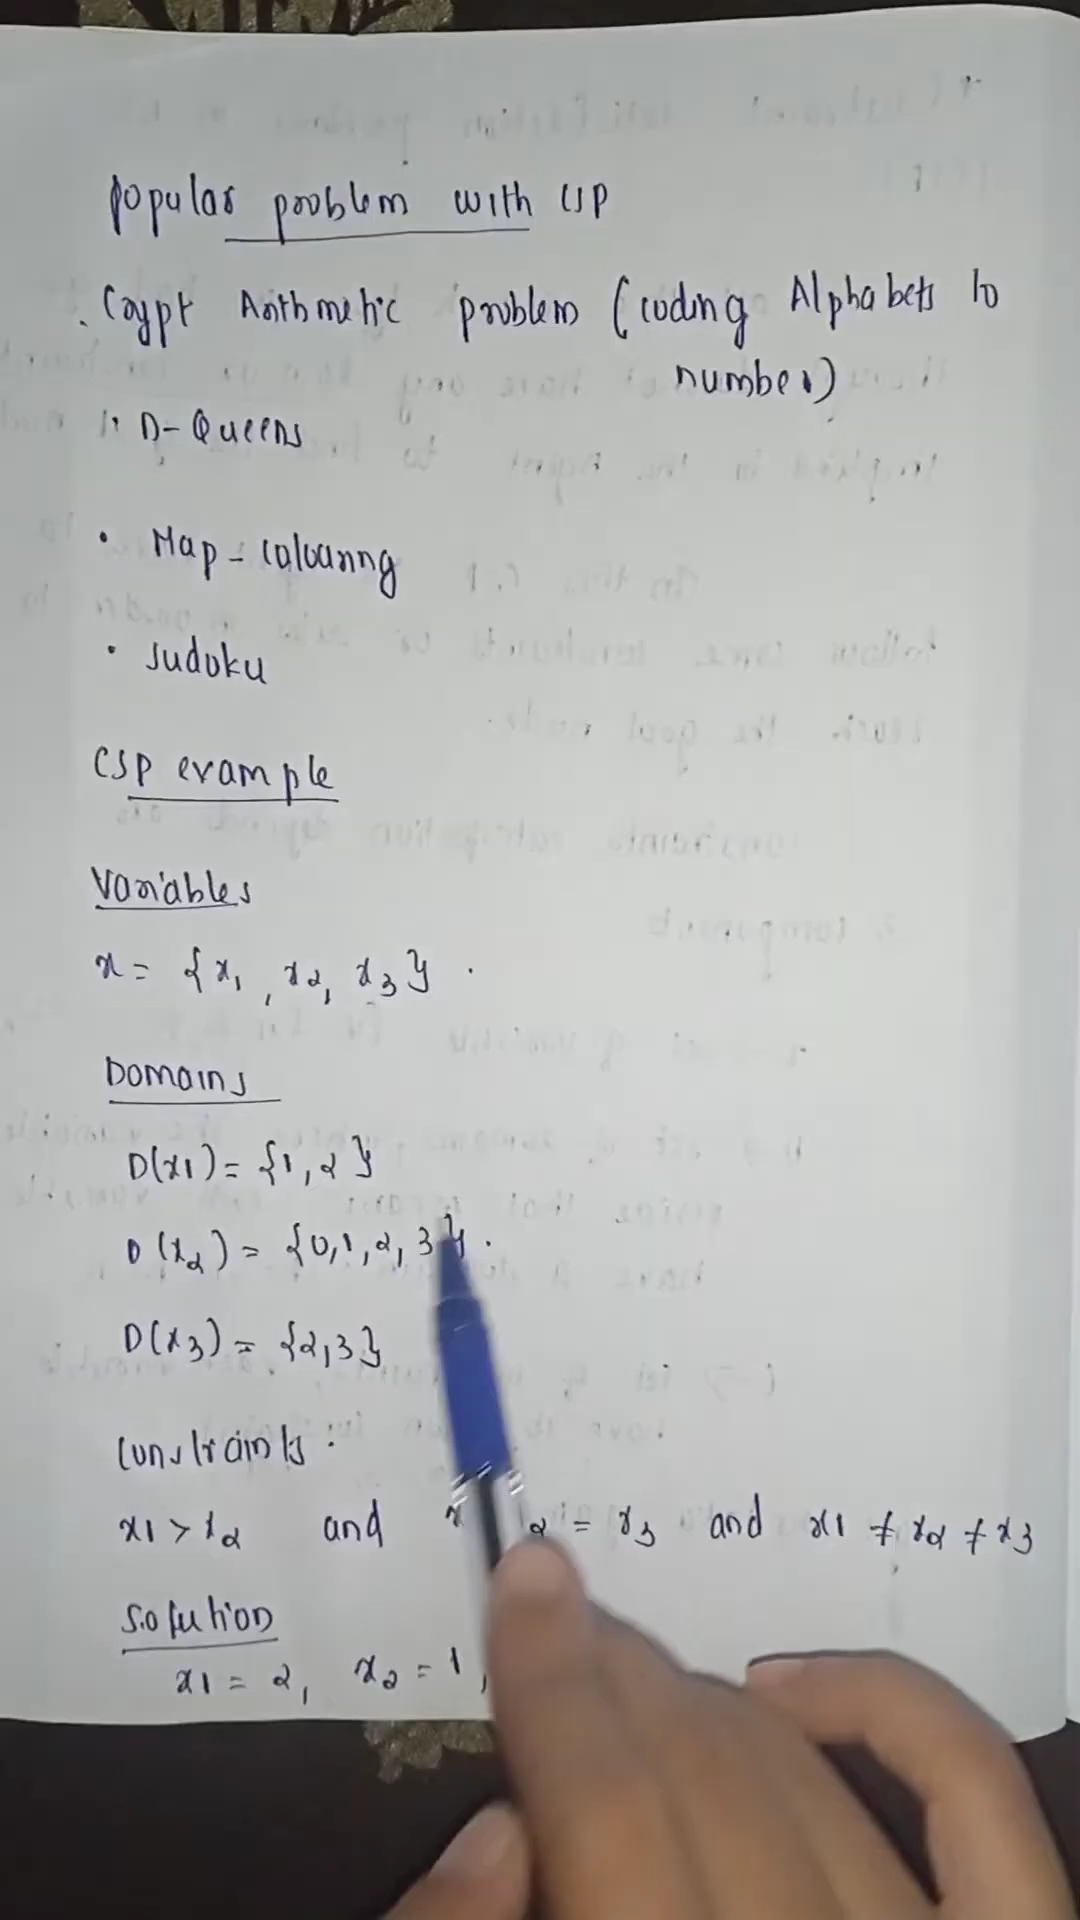 Popular problem with CSP
. Crypt Arithmetic problem (coding Alphabets to
number)
N-Queens
• Map-colouring
• Sudoku
CSP example
Variables
x = {x1, x2, x3}.
Domains
D(x1) = {1, 2}
D(x2) = {0, 1, 2, 3}.
D(x3) = {2, 3}
Constraints.
x1 > x2 and x 2 = x3 and x1 ≠ x2 ≠ x3
Solution
x1 = 2, x2 = 1,